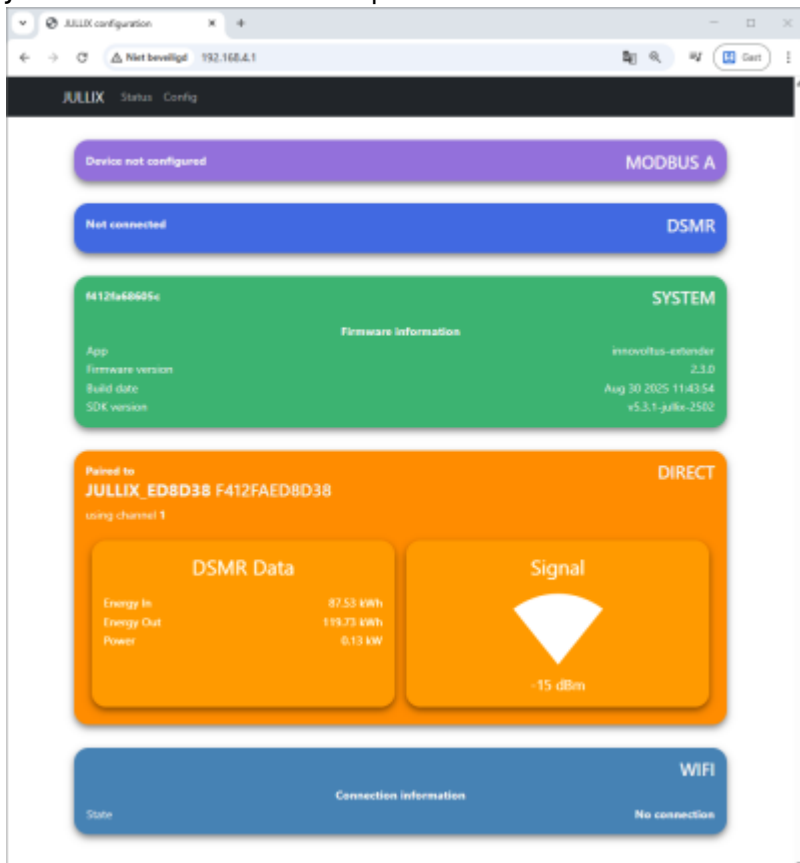 JULLIX configuration
Niet beveiligd 192.168.4.1
Gast
JULLIX Status Config
Device not configured MODBUS A
Not connected DSMR
f412fa68605c SYSTEM
Firmware information
App innovoltus-extender
Firmware version 2.3.0
Build date Aug 30 2025 11:43:54
SDK version v5.3.1-jullix-2502
Paired to DIRECT
JULLIX_ED8D38 F412FAED8D38
using channel 1
DSMR Data
Energy In 87.53 kWh
Energy Out 119.73 kWh
Power 0.13 kW
Signal
-15 dBm
WIFI
Connection information
State No connection